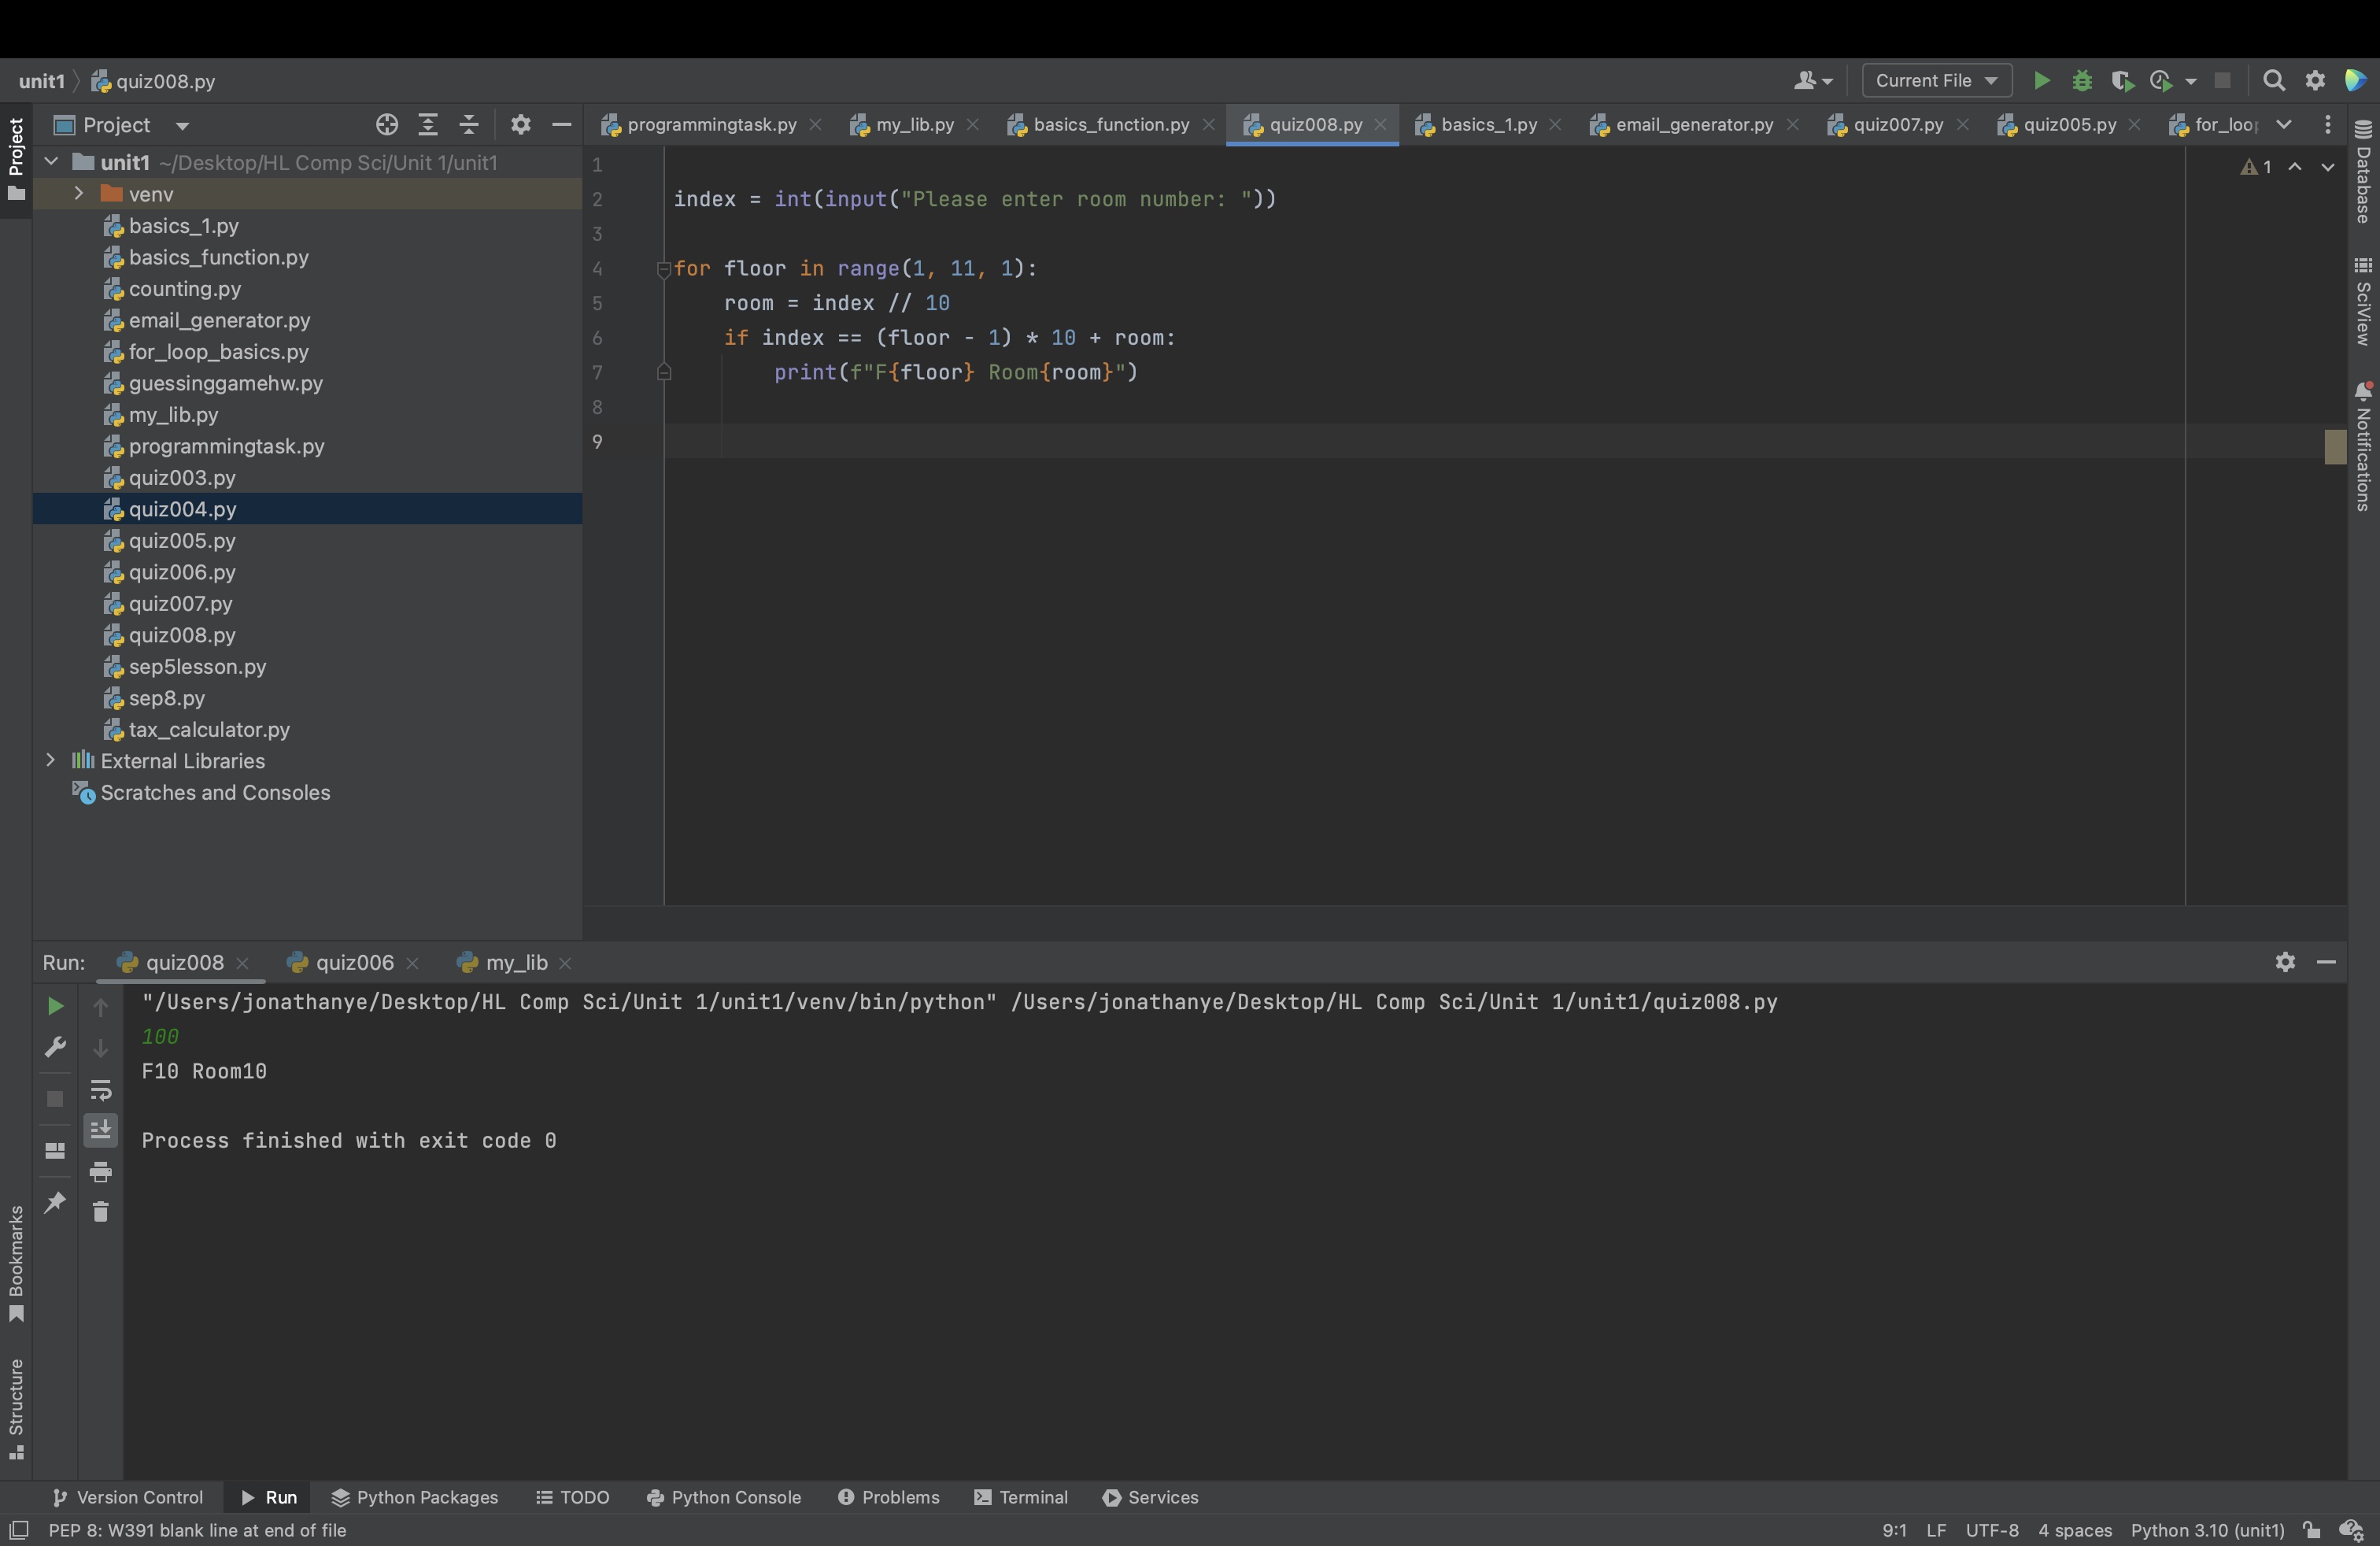 unit1 quiz008.py
Current File
Project
Project
unit1 ~/Desktop/HL Comp Sci/Unit 1/unit1
venv
basics_1.py
basics_function.py
counting.py
email_generator.py
for_loop_basics.py
guessinggamehw.py
my_lib.py
programmingtask.py
quiz003.py
quiz004.py
quiz005.py
quiz006.py
quiz007.py
quiz008.py
sep5lesson.py
sep8.py
tax_calculator.py
External Libraries
Scratches and Consoles
programmingtask.py my_lib.py basics_function.py quiz008.py basics_1.py email_generator.py quiz007.py quiz005.py for_loo
1
1
2 index = int(input("Please enter room number: "))
3
4 for floor in range(1, 11, 1):
5 room = index // 10
6 if index == (floor - 1) * 10 + room:
7 print(f"F{floor} Room{room}")
8
9
Database
SciView
Notifications
Run: quiz008 quiz006 my_lib
"/Users/jonathanye/Desktop/HL Comp Sci/Unit 1/unit1/venv/bin/python" /Users/jonathanye/Desktop/HL Comp Sci/Unit 1/unit1/quiz008.py
100
F10 Room10
Process finished with exit code 0
Bookmarks
Structure
Version Control Run Python Packages TODO Python Console Problems Terminal Services
PEP 8: W391 blank line at end of file
9:1 LF UTF-8 4 spaces Python 3.10 (unit1)